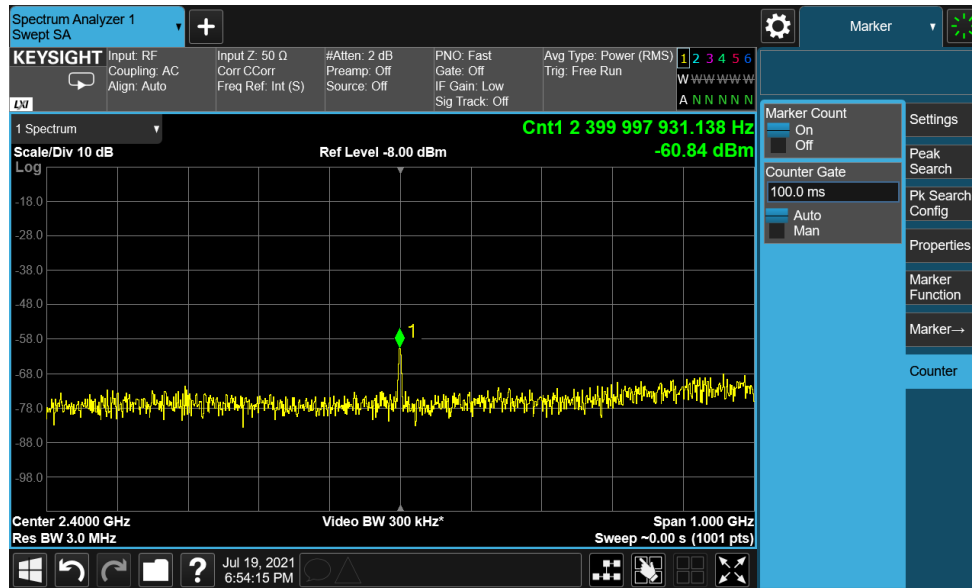 Spectrum Analyzer 1
Swept SA
+
Marker
KEYSIGHT
LXI
Input: RF
Coupling: AC
Align: Auto
Input Z: 50 Ω
Corr CCorr
Freq Ref: Int (S)
#Atten: 2 dB
Preamp: Off
Source: Off
PNO: Fast
Gate: Off
IF Gain: Low
Sig Track: Off
Avg Type: Power (RMS)
Trig: Free Run
1 2 3 4 5 6
W W W W W W
A N N N N N
1 Spectrum
Cnt1 2 399 997 931.138 Hz
Scale/Div 10 dB
Ref Level -8.00 dBm
-60.84 dBm
Log
-18.0
-28.0
-38.0
-48.0
-58.0
-68.0
-78.0
-88.0
-98.0
1
Center 2.4000 GHz
Video BW 300 kHz*
Span 1.000 GHz
Res BW 3.0 MHz
Sweep ~0.00 s (1001 pts)
Marker Count
On
Off
Counter Gate
100.0 ms
Auto
Man
Settings
Peak
Search
Pk Search
Config
Properties
Marker
Function
Marker→
Counter
?
Jul 19, 2021
6:54:15 PM